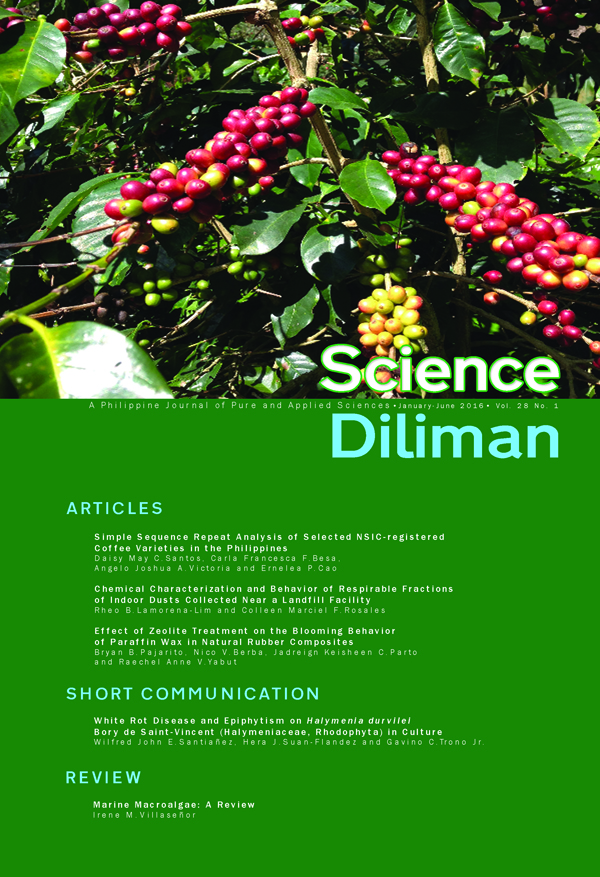 Science
A Philippine Journal of Pure and Applied Sciences • January-June 2016 • Vol. 28 No. 1
Diliman
ARTICLES
Simple Sequence Repeat Analysis of Selected NSIC-registered
Coffee Varieties in the Philippines
Daisy May C. Santos, Carla Francesca F. Besa,
Angelo Joshua A. Victoria and Ernelea P. Cao
Chemical Characterization and Behavior of Respirable Fractions
of Indoor Dusts Collected Near a Landfill Facility
Rheo B. Lamorena-Lim and Colleen Marciel F. Rosales
Effect of Zeolite Treatment on the Blooming Behavior
of Paraffin Wax in Natural Rubber Composites
Bryan B. Pajarito, Nico V. Berba, Jadreign Keisheen C. Parto
and Raechel Anne V. Yabut
SHORT COMMUNICATION
White Rot Disease and Epiphytism on Halymenia durvilei
Bory de Saint-Vincent (Halymeniaceae, Rhodophyta) in Culture
Wilfred John E. Santiañez, Hera J. Suan-Flandez and Gavino C. Trono Jr.
REVIEW
Marine Macroalgae: A Review
Irene M. Villaseñor